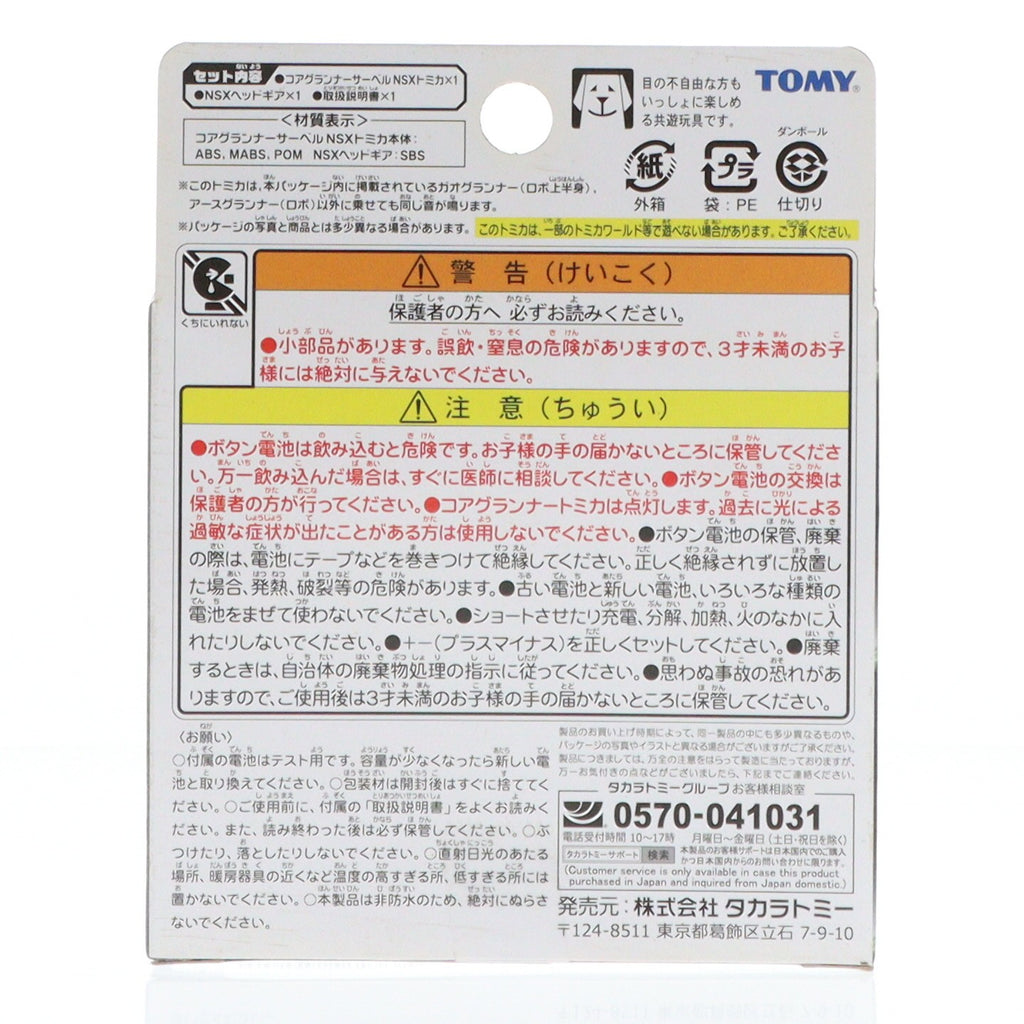 セット内容 ●コアグランナーサーベル NSXトミカ×1
●NSXヘッドギア×1 ●取扱説明書×1
〈材質表示〉
コアグランナーサーベル NSXトミカ本体:
ABS、MABS、POM NSXヘッドギア:SBS
目の不自由な方も
いっしょに楽しめ
る共遊玩具です。
TOMY®
紙
外箱
プラ
袋:PE
ダンボール
仕切り
※このトミカは、本パッケージ内に掲載されているガオグランナー(ロボ上半身)、
アースグランナー(ロボ)以外に乗せても同じ音が鳴ります。
※パッケージの写真と商品とは多少異なる場合があります。
このトミカは、一部のトミカワールド等で遊べない場合があります。ご了承ください。
くちにいれない
警 告(けいこく)
保護者の方へ 必ずお読みください。
●小部品があります。誤飲・窒息の危険がありますので、3才未満のお子
様には絶対に与えないでください。
注 意(ちゅうい)
●ボタン電池は飲み込むと危険です。お子様の手の届かないところに保管してくださ
い。万一飲み込んだ場合は、すぐに医師に相談してください。●ボタン電池の交換は
保護者の方が行ってください。●コアグランナートミカは点灯します。過去に光による
過敏な症状が出たことがある方は使用しないでください。●ボタン電池の保管、廃棄
の際は、電池にテープなどを巻きつけて絶縁してください。正しく絶縁されずに放置し
た場合、発熱、破裂等の危険があります。●古い電池と新しい電池、いろいろな種類の
電池をまぜて使わないでください。●ショートさせたり充電、分解、加熱、火のなかに入
れたりしないでください。●+−(プラスマイナス)を正しくセットしてください。●廃棄
するときは、自治体の廃棄物処理の指示に従ってください。●思わぬ事故の恐れがあ
りますので、ご使用後は3才未満のお子様の手の届かないところに保管してください。
〈お願い〉
○付属の電池はテスト用です。容量が少なくなったら新しい電
池と取り換えてください。○包装材は開封後はすぐに捨ててく
ださい。○ご使用前に、付属の「取扱説明書」をよくお読みくだ
さい。また、読み終わった後は必ず保管してください。○ぶ
つけたり、落としたりしないでください。○直射日光のあたる
場所、暖房器具の近くなど温度の高すぎる所、低すぎる所には
置かないでください。○本製品は非防水のため、絶対にぬらさ
ないでください。
製品のお買い上げ時期によって、同一製品の中にも多少異なるものや、
パッケージの写真やイラストと異なる場合がございますがご了承ください。
製品につきましては、万全の注意をはらって製造に当たっておりますが、
万一お気付きの点などがございましたら、下記までご連絡ください。
タカラトミーグループお客様相談室
0570-041031
電話受付時間 10〜17時 月曜日〜金曜日(土・日・祝日を除く)
タカラトミーサポート 検索 本製品のお客様サポートは日本国内でのご購入
かつ日本国内からのお問い合わせに限ります。
(Customer service is only available in case this product
purchased in Japan and inquired from Japan domestic.)
発売元:株式会社 タカラトミー
〒124-8511 東京都葛飾区立石 7-9-10